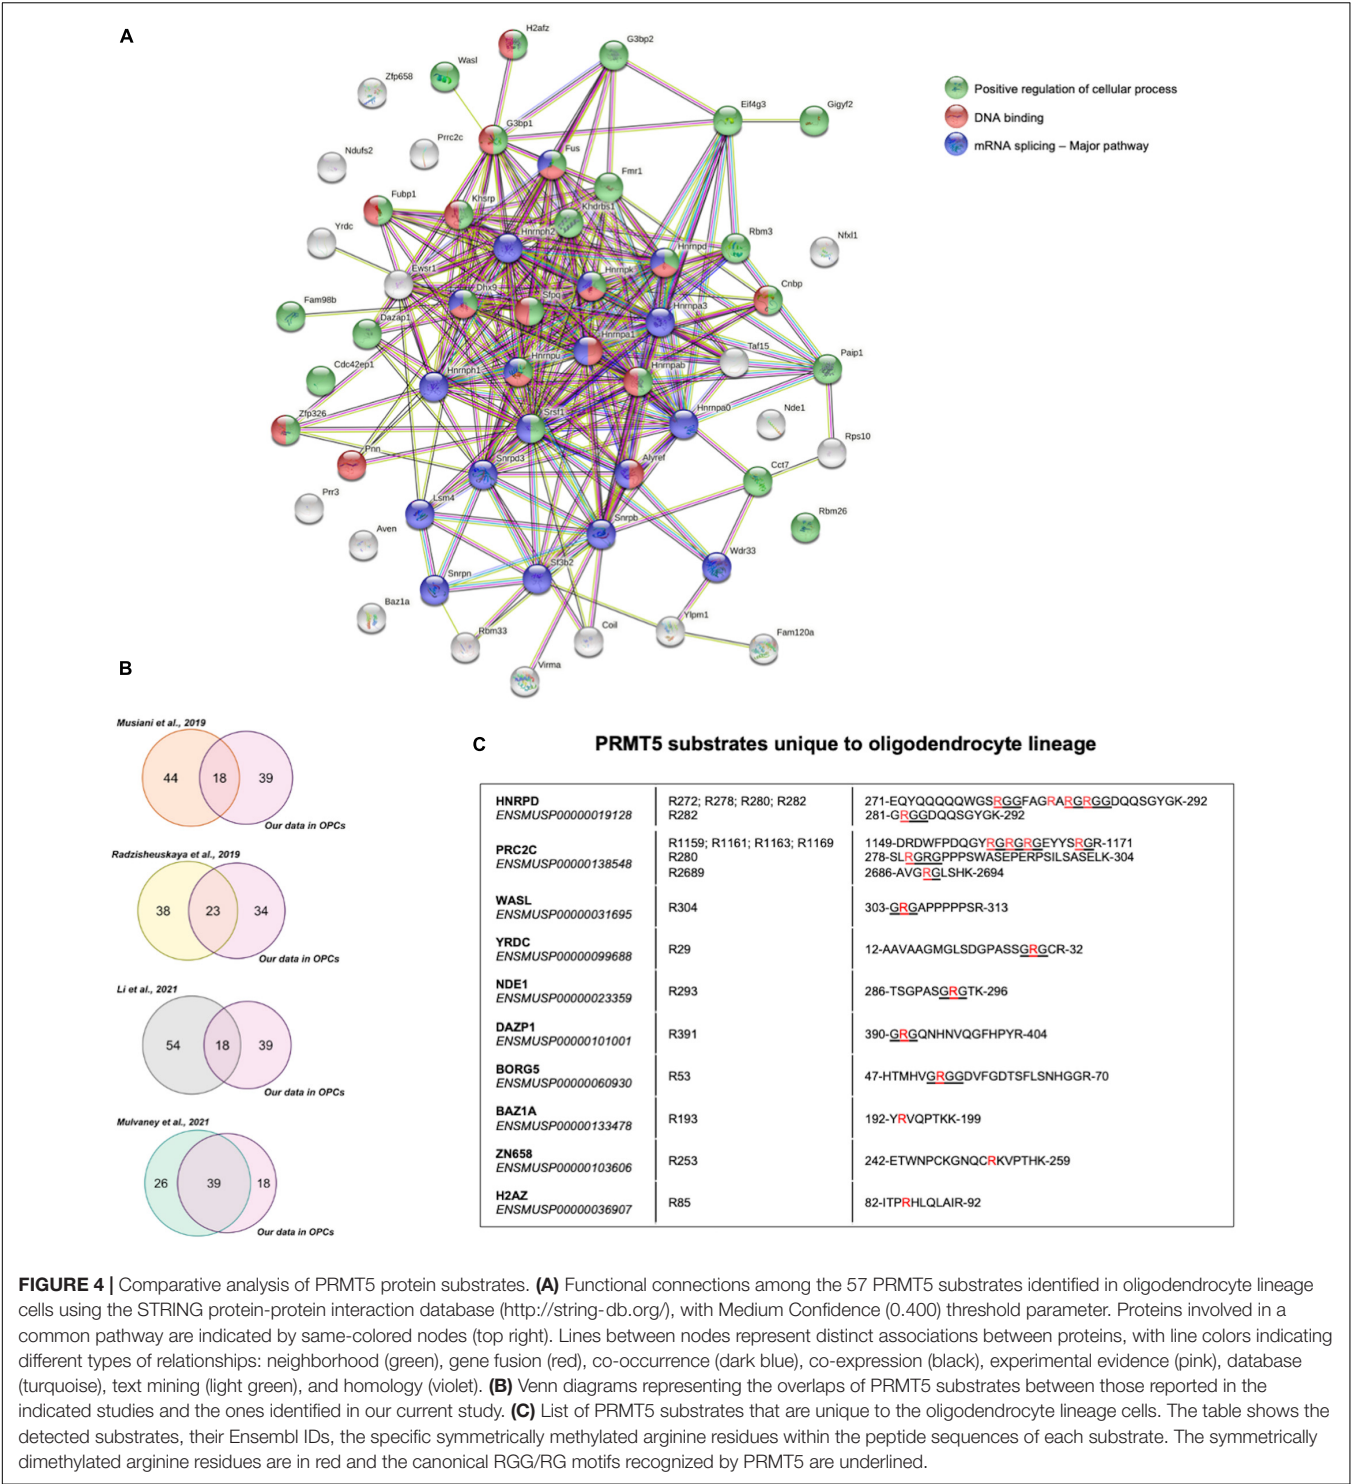 A
H2afz
G3bp2
Wasl
Zfp658
Eif4g3
Gigyf2
G3bp1
Prrc2c
Fus
Ndufs2
Fmr1
Fubp1
Khsrp
Khdrbs1
Yrdc
Hnrnph2
Hnrnpd
Rbm3
Nfxl1
Ewsr1
Hnrnpk
Dhx9
Sfpq
Cnbp
Fam98b
Hnrnpa3
Dazap1
Hnrnpa1
Taf15
Paip1
Cdc42ep1
Hnrnph1
Hnrnpu
Hnrnpab
Zfp326
Srsf1
Hnrnpa0
Nde1
Rps10
Pnn
Snrpd3
Alyref
Cct7
Prr3
Lsm4
Rbm26
Aven
Snrpb
Snrpn
Sf3b2
Wdr33
Baz1a
Rbm33
Coil
Ylpm1
Fam120a
Virma
Positive regulation of cellular process
DNA binding
mRNA splicing – Major pathway
B
Musiani et al., 2019
44 18 39
Our data in OPCs
Radzisheuskaya et al., 2019
38 23 34
Our data in OPCs
Li et al., 2021
54 18 39
Our data in OPCs
Mulvaney et al., 2021
26 39 18
Our data in OPCs
C PRMT5 substrates unique to oligodendrocyte lineage
HNRPD R272; R278; R280; R282 271-EQYQQQQQWGSRGGFAGRARGRGGDQQSGYGK-292
ENSMUSP00000019128 R282 281-GRGGDQQSGYGK-292
PRC2C R1159; R1161; R1163; R1169 1149-DRDWFPDQGYRGRGRGEYYSRGR-1171
ENSMUSP00000138548 R280 278-SLRGRGPPPSWASEPERPSILSASELK-304
R2689 2686-AVGRGLSHK-2694
WASL
ENSMUSP00000031695 R304 303-GRGAPPPPPSR-313
YRDC
ENSMUSP00000099688 R29 12-AAVAAGMGLSDGPASSGRGCR-32
NDE1
ENSMUSP00000023359 R293 286-TSGPASGRGTK-296
DAZP1
ENSMUSP00000101001 R391 390-GRGQNHNVQGFHPYR-404
BORG5
ENSMUSP00000060930 R53 47-HTMHVGRGGDVFGDTSFLSNHGGR-70
BAZ1A
ENSMUSP00000133478 R193 192-YRVQPTKK-199
ZN658
ENSMUSP00000103606 R253 242-ETWNPCKGNQCRKVPTHK-259
H2AZ
ENSMUSP00000036907 R85 82-ITPRHLQLAIR-92
FIGURE 4 | Comparative analysis of PRMT5 protein substrates. (A) Functional connections among the 57 PRMT5 substrates identified in oligodendrocyte lineage
cells using the STRING protein-protein interaction database (http://string-db.org/), with Medium Confidence (0.400) threshold parameter. Proteins involved in a
common pathway are indicated by same-colored nodes (top right). Lines between nodes represent distinct associations between proteins, with line colors indicating
different types of relationships: neighborhood (green), gene fusion (red), co-occurrence (dark blue), co-expression (black), experimental evidence (pink), database
(turquoise), text mining (light green), and homology (violet). (B) Venn diagrams representing the overlaps of PRMT5 substrates between those reported in the
indicated studies and the ones identified in our current study. (C) List of PRMT5 substrates that are unique to the oligodendrocyte lineage cells. The table shows the
detected substrates, their Ensembl IDs, the specific symmetrically methylated arginine residues within the peptide sequences of each substrate. The symmetrically
dimethylated arginine residues are in red and the canonical RGG/RG motifs recognized by PRMT5 are underlined.